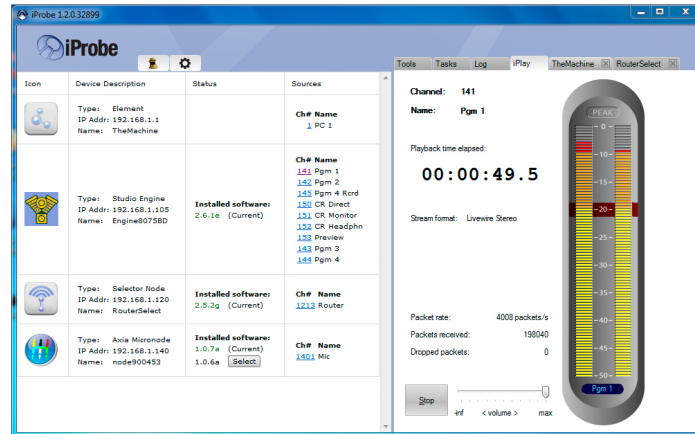 iProbe 1.2.0.32899
iProbe
Tools Tasks Log iPlay TheMachine RouterSelect
Icon Device Description Status Sources
Type: Element
IP Addr: 192.168.1.1
Name: TheMachine
Ch# Name
1 PC 1
Type: Studio Engine
IP Addr: 192.168.1.105
Name: Engine8075BD
Installed software:
2.6.1e (Current)
Ch# Name
141 Pgm 1
142 Pgm 2
145 Pgm 4 Rcrd
150 CR Direct
151 CR Monitor
152 CR Headphn
153 Preview
143 Pgm 3
144 Pgm 4
Type: Selector Node
IP Addr: 192.168.1.120
Name: RouterSelect
Installed software:
2.5.2g (Current)
Ch# Name
1213 Router
Type: Axia Micronode
IP Addr: 192.168.1.140
Name: node900453
Installed software:
1.0.7a (Current)
1.0.6a Select
Ch# Name
1401 Mic
Channel: 141
Name: Pgm 1
Playback time elapsed:
00:00:49.5
Stream format: Livewire Stereo
Packet rate: 4008 packets/s
Packets received: 198040
Dropped packets: 0
Stop
-inf < volume > max
PEAK
0
-10-
-15-
-20-
-25-
-30-
-35-
-40-
-45-
-50-
Pgm 1